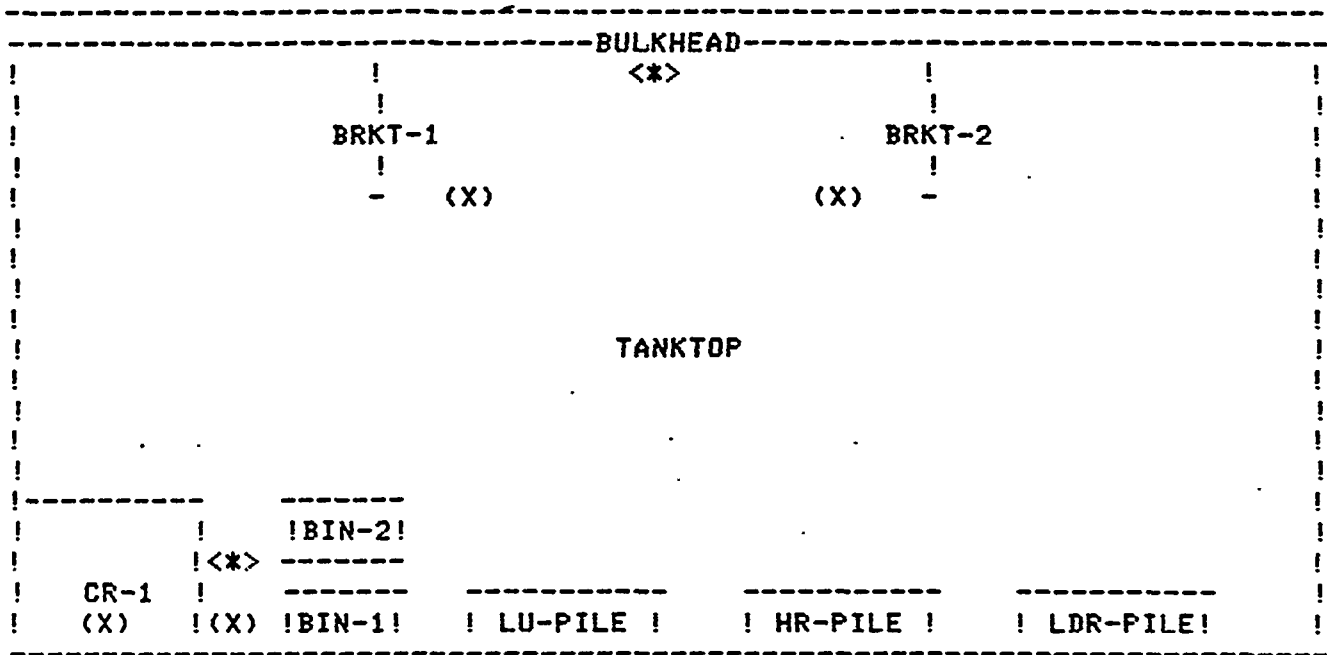 BULKHEAD
<*>
BRKT-1 BRKT-2
(X) (X)
TANKTOP
BIN-2
<*>
CR-1
(X) (X) BIN-1 LU-PILE HR-PILE LDR-PILE